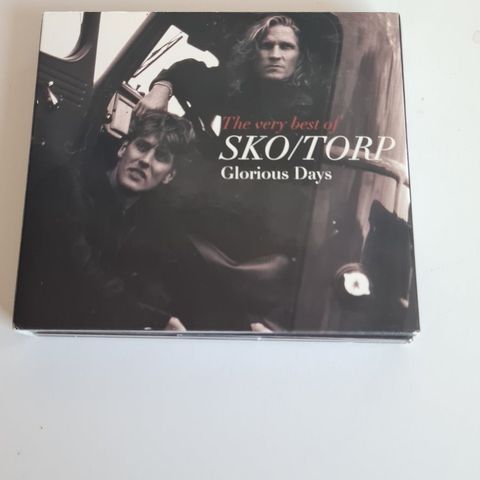 The very best of
SKO/TORP
Glorious Days